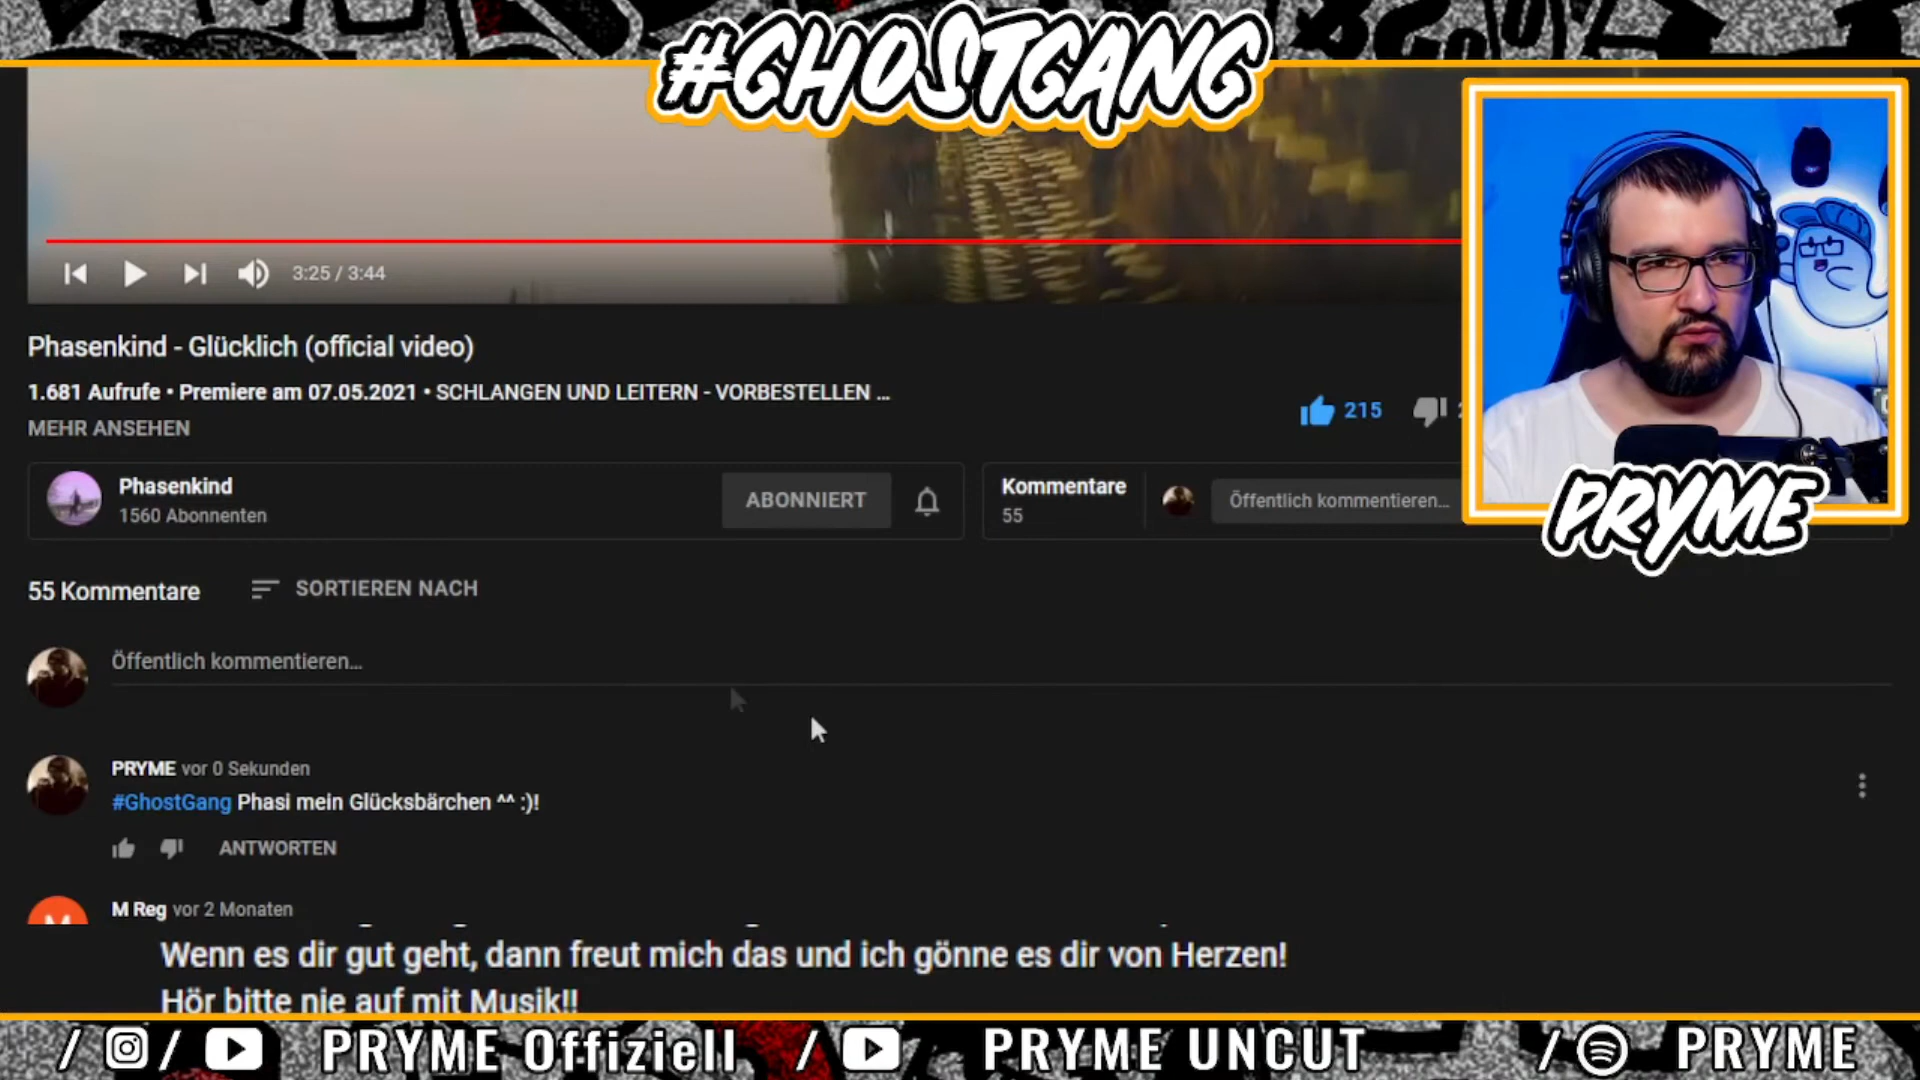 #GHOSTGANG
3:25 / 3:44
Phasenkind - Glücklich (official video)
1.681 Aufrufe • Premiere am 07.05.2021 • SCHLANGEN UND LEITERN - VORBESTELLEN ...
MEHR ANSEHEN
215
Phasenkind
1560 Abonnenten
ABONNIERT
Kommentare
55
Öffentlich kommentieren...
PRYME
55 Kommentare
SORTIEREN NACH
Öffentlich kommentieren...
PRYME vor 0 Sekunden
#GhostGang Phasi mein Glücksbärchen ^^ :)!
ANTWORTEN
M Reg vor 2 Monaten
Wenn es dir gut geht, dann freut mich das und ich gönne es dir von Herzen!
Hör bitte nie auf mit Musik!!
/ / PRYME Offiziell / PRYME UNCUT / PRYME